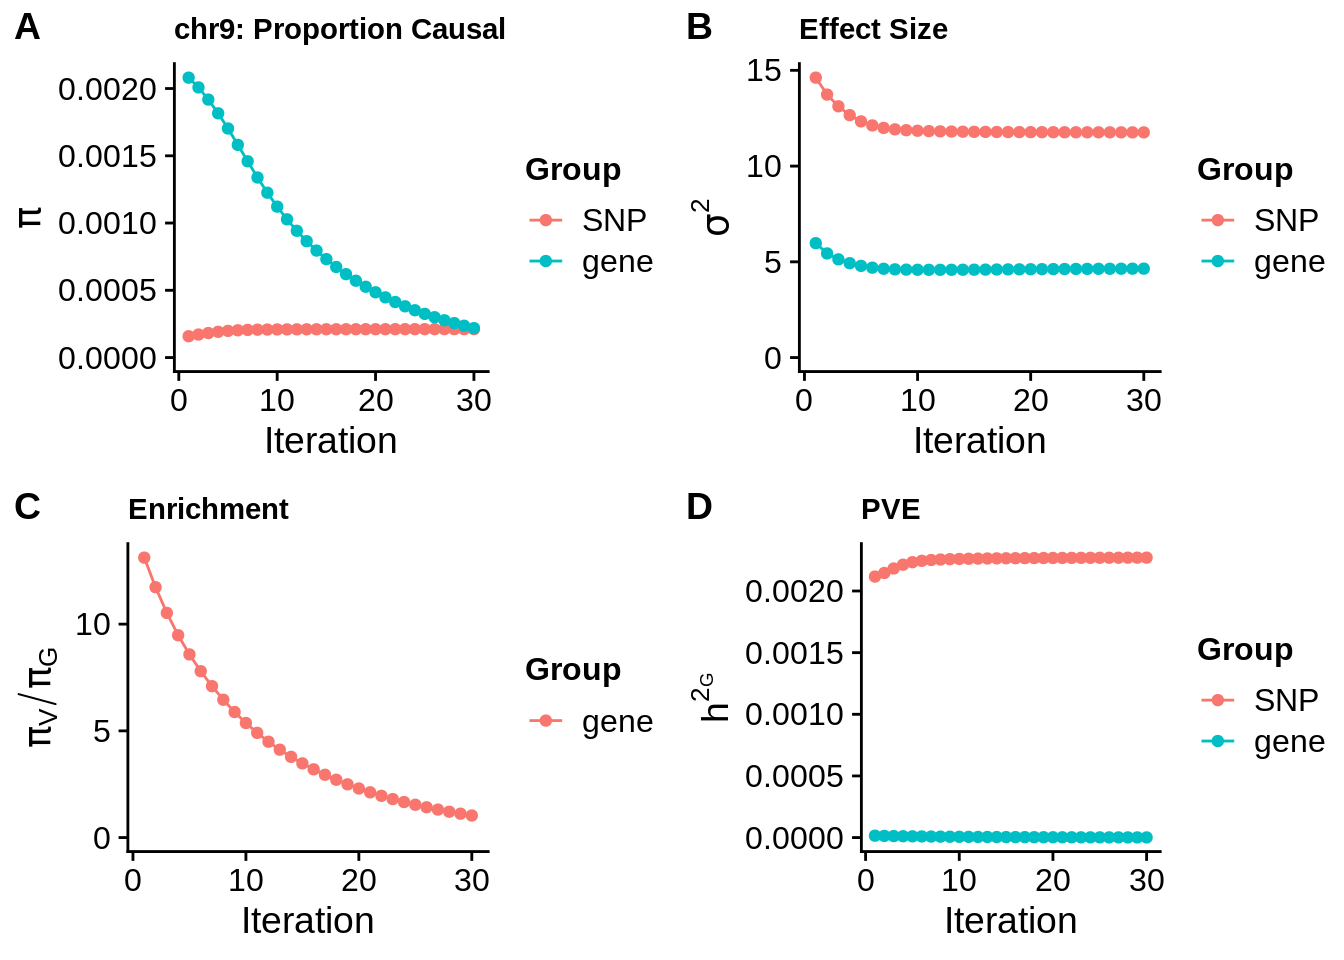 A
chr9: Proportion Causal
π
0.0020
0.0015
0.0010
0.0005
0.0000
0 10 20 30
Iteration
Group
SNP
gene
B
Effect Size
σ²
15
10
5
0
0 10 20 30
Iteration
Group
SNP
gene
C
Enrichment
πV/πG
10
5
0
0 10 20 30
Iteration
Group
gene
D
PVE
h²G
0.0020
0.0015
0.0010
0.0005
0.0000
0 10 20 30
Iteration
Group
SNP
gene